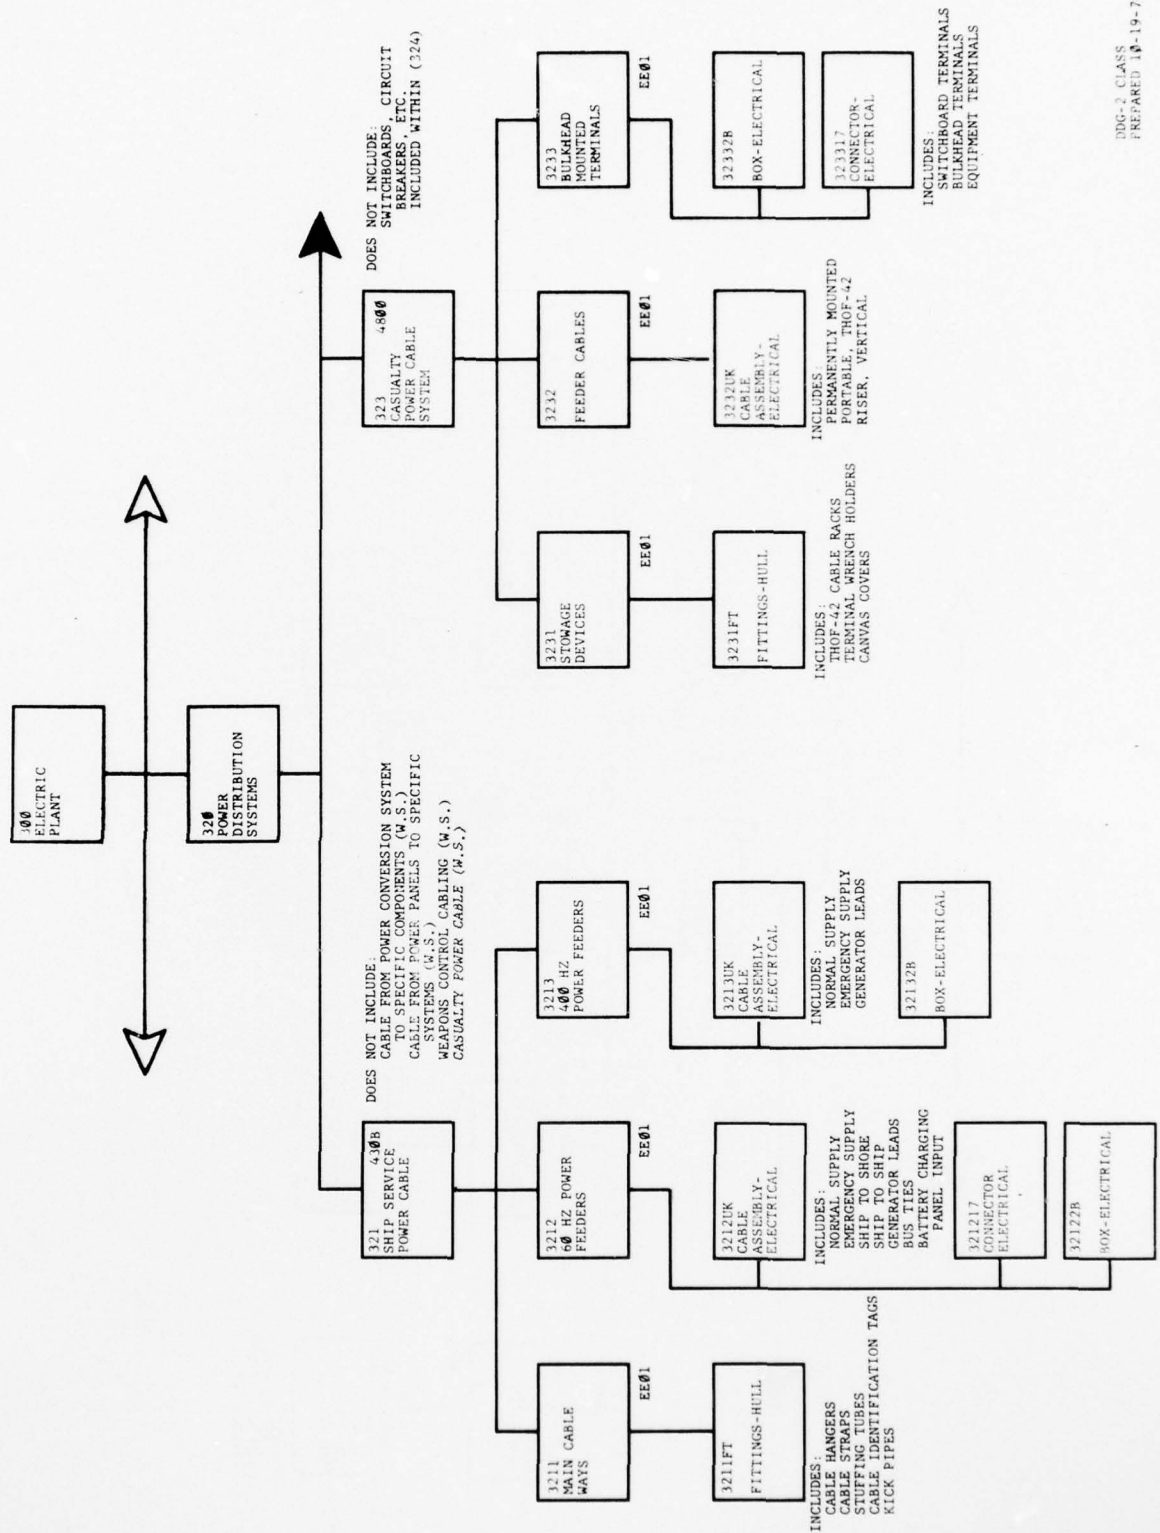 300
ELECTRIC
PLANT
320
POWER
DISTRIBUTION
SYSTEMS
321 430B
SHIP SERVICE
POWER CABLE
DOES NOT INCLUDE:
CABLE FROM POWER CONVERSION SYSTEM
TO SPECIFIC COMPONENTS (W.S.)
CABLE FROM POWER PANELS TO SPECIFIC
SYSTEMS (W.S.)
WEAPONS CONTROL CABLING (W.S.)
CASUALTY POWER CABLE (W.S.)
323 4800
CASUALTY
POWER CABLE
SYSTEM
DOES NOT INCLUDE:
SWITCHBOARDS, CIRCUIT
BREAKERS, ETC.
INCLUDED WITHIN (324)
3211
MAIN CABLE
WAYS
EE01
3212
60 HZ POWER
FEEDERS
EE01
3213
400 HZ
POWER FEEDERS
EE01
3231
STOWAGE
DEVICES
EE01
3232
FEEDER CABLES
EE01
3233
BULKHEAD
MOUNTED
TERMINALS
EE01
3211FT
FITTINGS-HULL
INCLUDES:
CABLE HANGERS
CABLE STRAPS
STUFFING TUBES
CABLE IDENTIFICATION TAGS
KICK PIPES
3212UK
CABLE
ASSEMBLY-
ELECTRICAL
INCLUDES:
NORMAL SUPPLY
EMERGENCY SUPPLY
SHIP TO SHORE
SHIP TO SHIP
GENERATOR LEADS
BUS TIES
BATTERY CHARGING
PANEL INPUT
321217
CONNECTOR
ELECTRICAL
32122B
BOX-ELECTRICAL
3213UK
CABLE
ASSEMBLY-
ELECTRICAL
INCLUDES:
NORMAL SUPPLY
EMERGENCY SUPPLY
GENERATOR LEADS
32132B
BOX-ELECTRICAL
3231FT
FITTINGS-HULL
INCLUDES:
THOF-42 CABLE RACKS
TERMINAL WRENCH HOLDERS
CANVAS COVERS
3232UK
CABLE
ASSEMBLY-
ELECTRICAL
INCLUDES:
PERMANENTLY MOUNTED
PORTABLE, THOF-42
RISER, VERTICAL
32332B
BOX-ELECTRICAL
323317
CONNECTOR-
ELECTRICAL
INCLUDES:
SWITCHBOARD TERMINALS
BULKHEAD TERMINALS
EQUIPMENT TERMINALS
DDG-2 CLASS
PREPARED 10-19-7